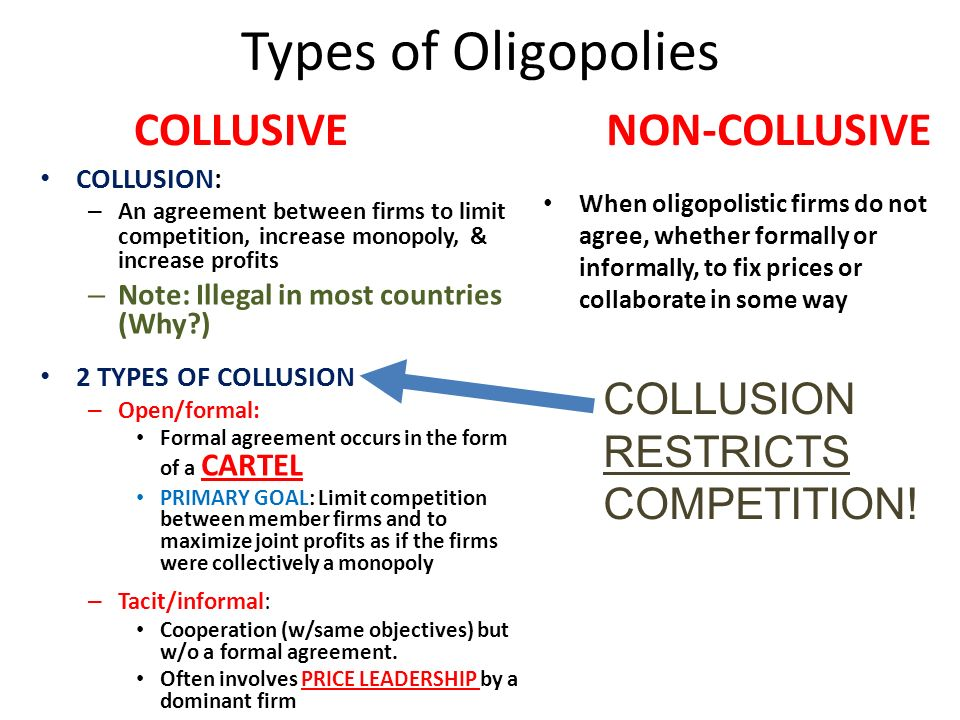 Types of Oligopolies
COLLUSIVE
• COLLUSION:
– An agreement between firms to limit
competition, increase monopoly, &
increase profits
– Note: Illegal in most countries
(Why?)
• 2 TYPES OF COLLUSION
– Open/formal:
• Formal agreement occurs in the form
of a CARTEL
• PRIMARY GOAL: Limit competition
between member firms and to
maximize joint profits as if the firms
were collectively a monopoly
– Tacit/informal:
• Cooperation (w/same objectives) but
w/o a formal agreement.
• Often involves PRICE LEADERSHIP by a
dominant firm
NON-COLLUSIVE
• When oligopolistic firms do not
agree, whether formally or
informally, to fix prices or
collaborate in some way
COLLUSION
RESTRICTS
COMPETITION!